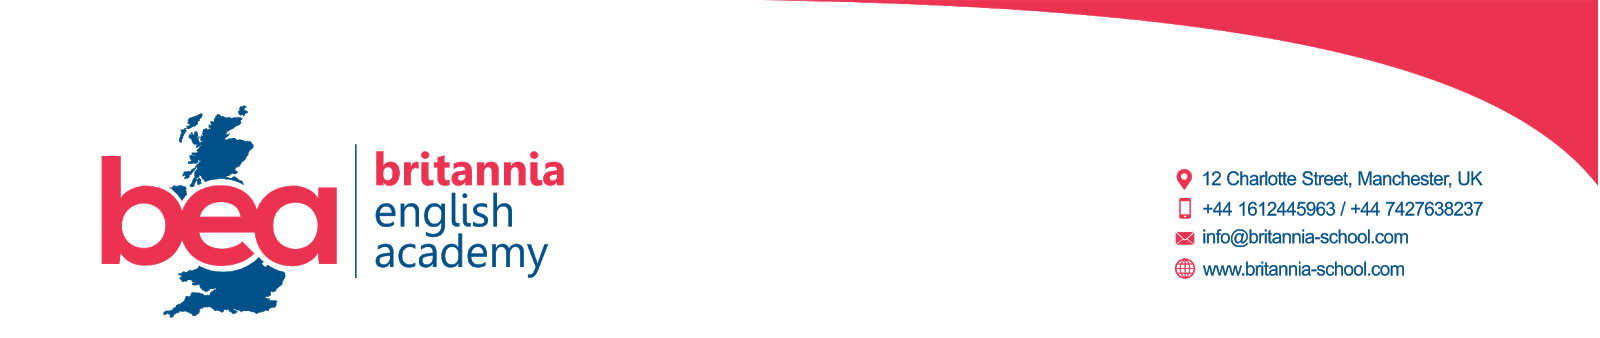 bea
britannia
english
academy
12 Charlotte Street, Manchester, UK
+44 1612445963 / +44 7427638237
info@britannia-school.com
www.britannia-school.com